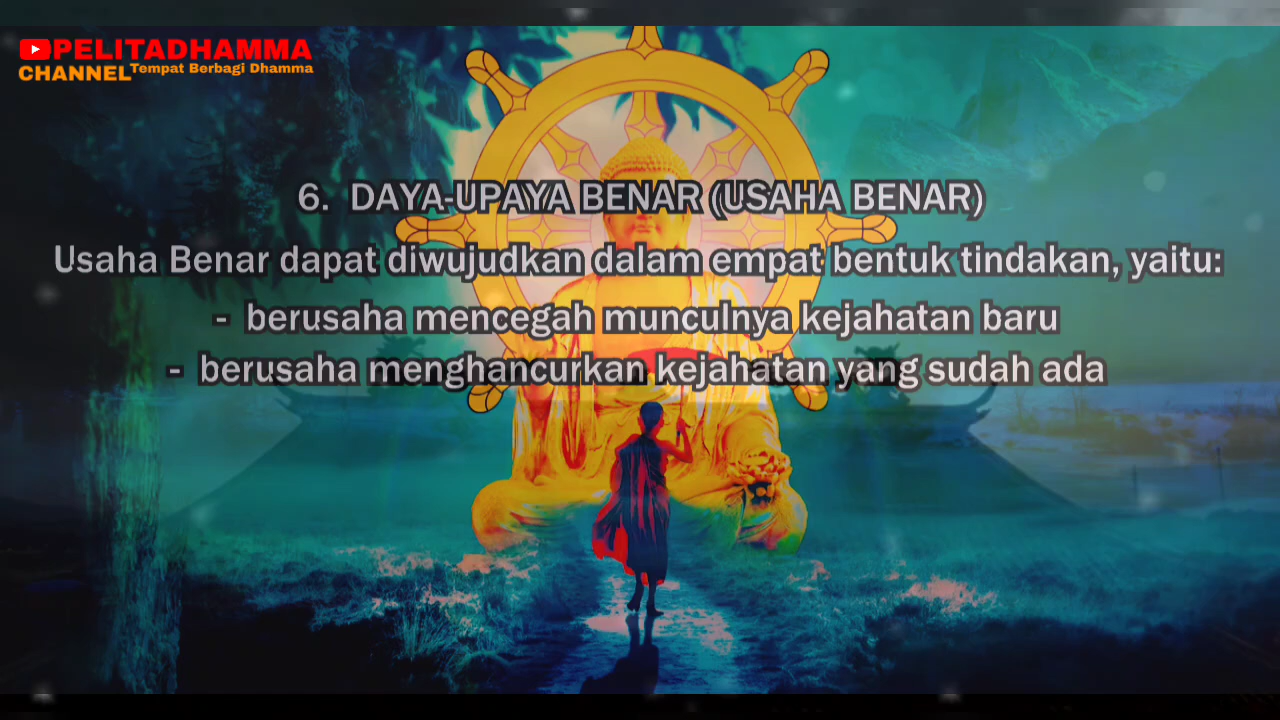 PELITADHAMMA
CHANNEL Tempat Berbagi Dhamma
6. DAYA-UPAYA BENAR (USAHA BENAR)
Usaha Benar dapat diwujudkan dalam empat bentuk tindakan, yaitu:
- berusaha mencegah munculnya kejahatan baru
- berusaha menghancurkan kejahatan yang sudah ada